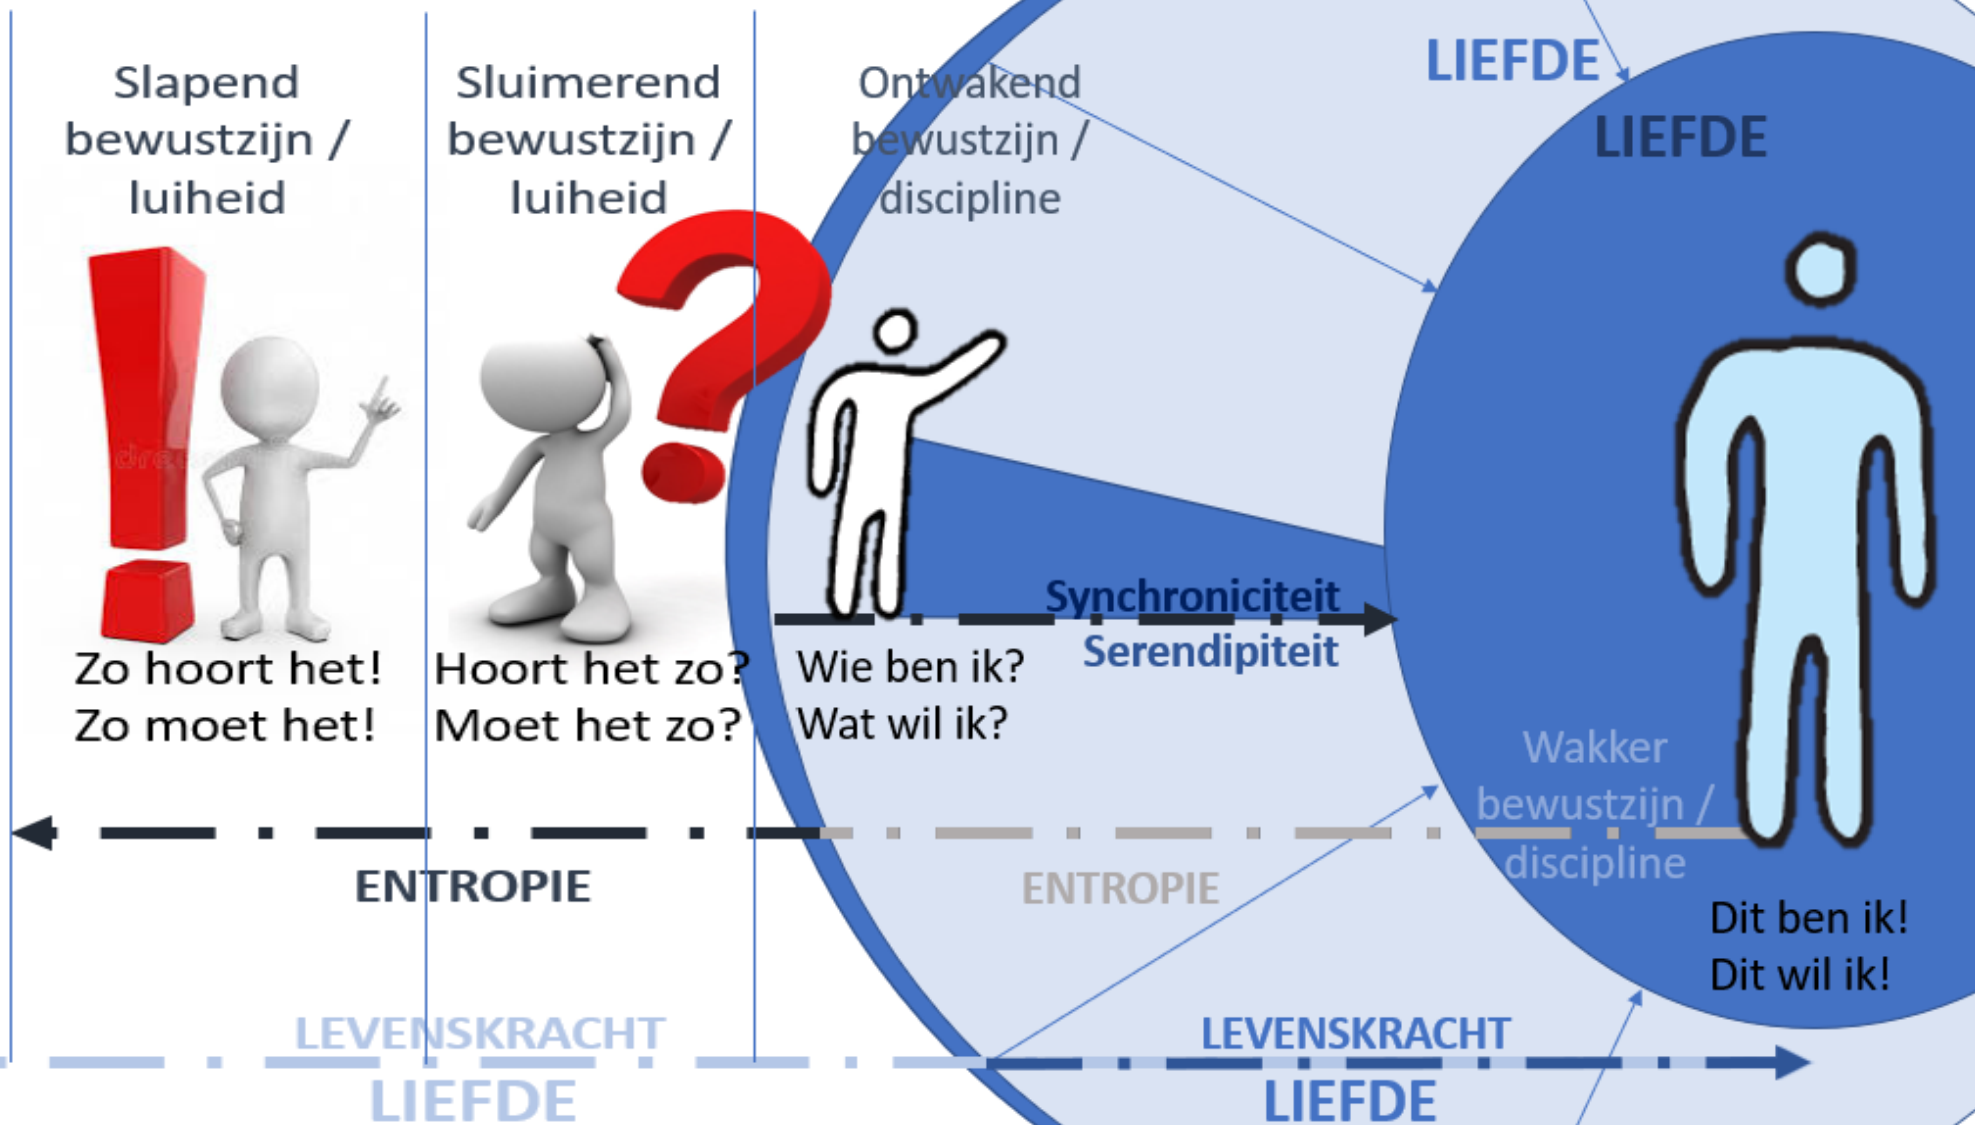 Slapend
bewustzijn /
luiheid
Sluimerend
bewustzijn /
luiheid
Ontwakend
bewustzijn /
discipline
LIEFDE
LIEFDE
Zo hoort het!
Zo moet het!
Hoort het zo?
Moet het zo?
Synchroniciteit
Serendipiteit
Wie ben ik?
Wat wil ik?
Wakker
bewustzijn /
discipline
Dit ben ik!
Dit wil ik!
ENTROPIE
ENTROPIE
LEVENSKRACHT
LIEFDE
LEVENSKRACHT
LIEFDE